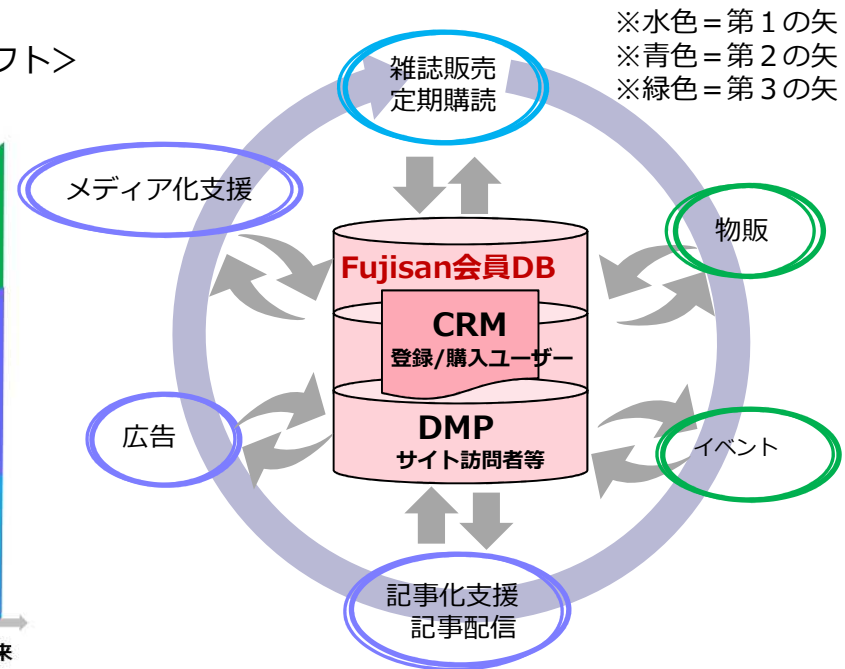 ※水色=第1の矢
※青色=第2の矢
※緑色=第3の矢
フト>
雑誌販売
定期購読
メディア化支援
物販
Fujisan会員DB
CRM
登録/購入ユーザー
DMP
サイト訪問者等
広告
イベント
記事化支援
記事配信
来